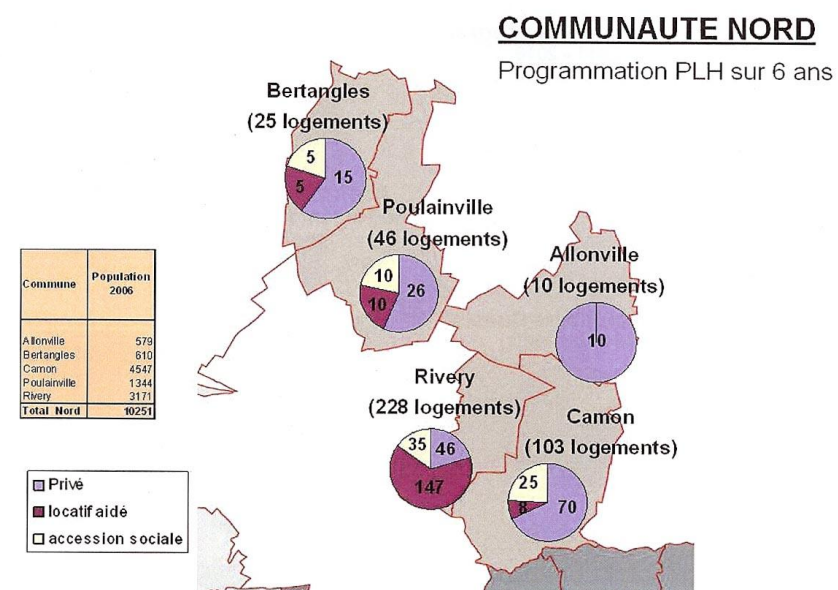 COMMUNAUTE NORD
Programmation PLH sur 6 ans
Bertangles
(25 logements)
5
15
5
Poulainville
(46 logements)
10
26
10
Allonville
(10 logements)
10
Commune Population 2006
Allonville 579
Bertangles 610
Camon 4547
Poulainville 1344
Rivery 3171
Total Nord 10251
Rivery
(228 logements)
35 46
147
Camon
(103 logements)
25
8 70
Privé
locatif aidé
accession sociale